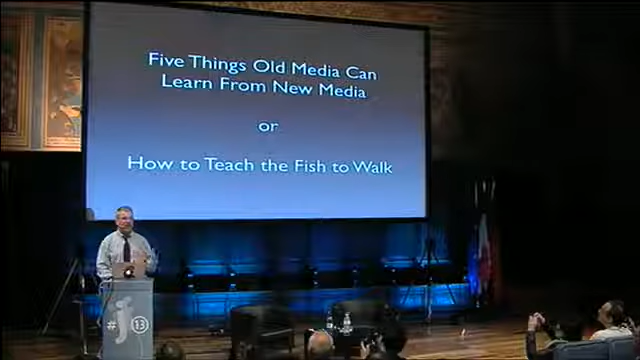 Five Things Old Media Can
Learn From New Media
or
How to Teach the Fish to Walk
#j
13